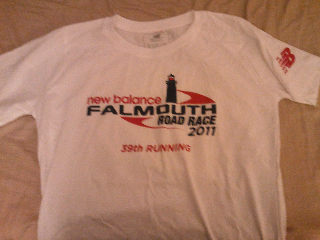 new balance
FALMOUTH
ROAD RACE
2011
39th RUNNING